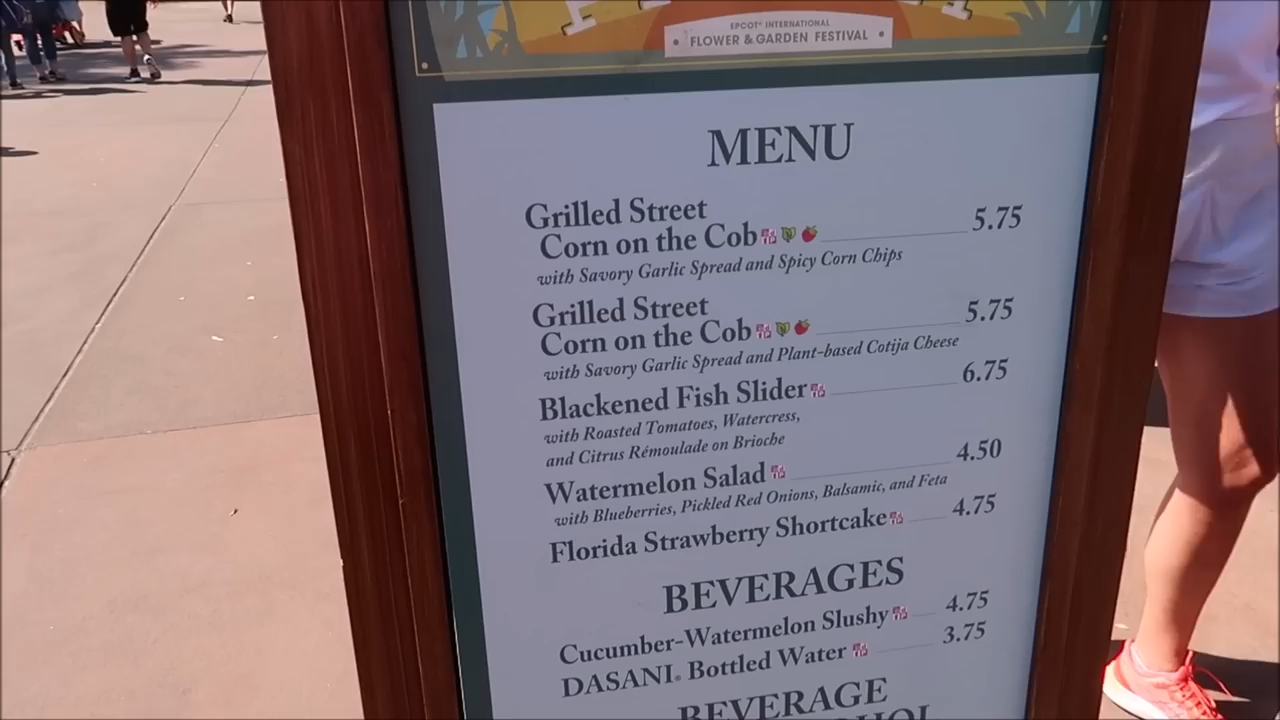 EPCOT® INTERNATIONAL
FLOWER & GARDEN FESTIVAL
MENU
Grilled Street
Corn on the Cob 5.75
with Savory Garlic Spread and Spicy Corn Chips
Grilled Street
Corn on the Cob 5.75
with Savory Garlic Spread and Plant-based Cotija Cheese
Blackened Fish Slider 6.75
with Roasted Tomatoes, Watercress,
and Citrus Rémoulade on Brioche
Watermelon Salad 4.50
with Blueberries, Pickled Red Onions, Balsamic, and Feta
Florida Strawberry Shortcake 4.75
BEVERAGES
Cucumber-Watermelon Slushy 4.75
DASANI® Bottled Water 3.75
BEVERAGE